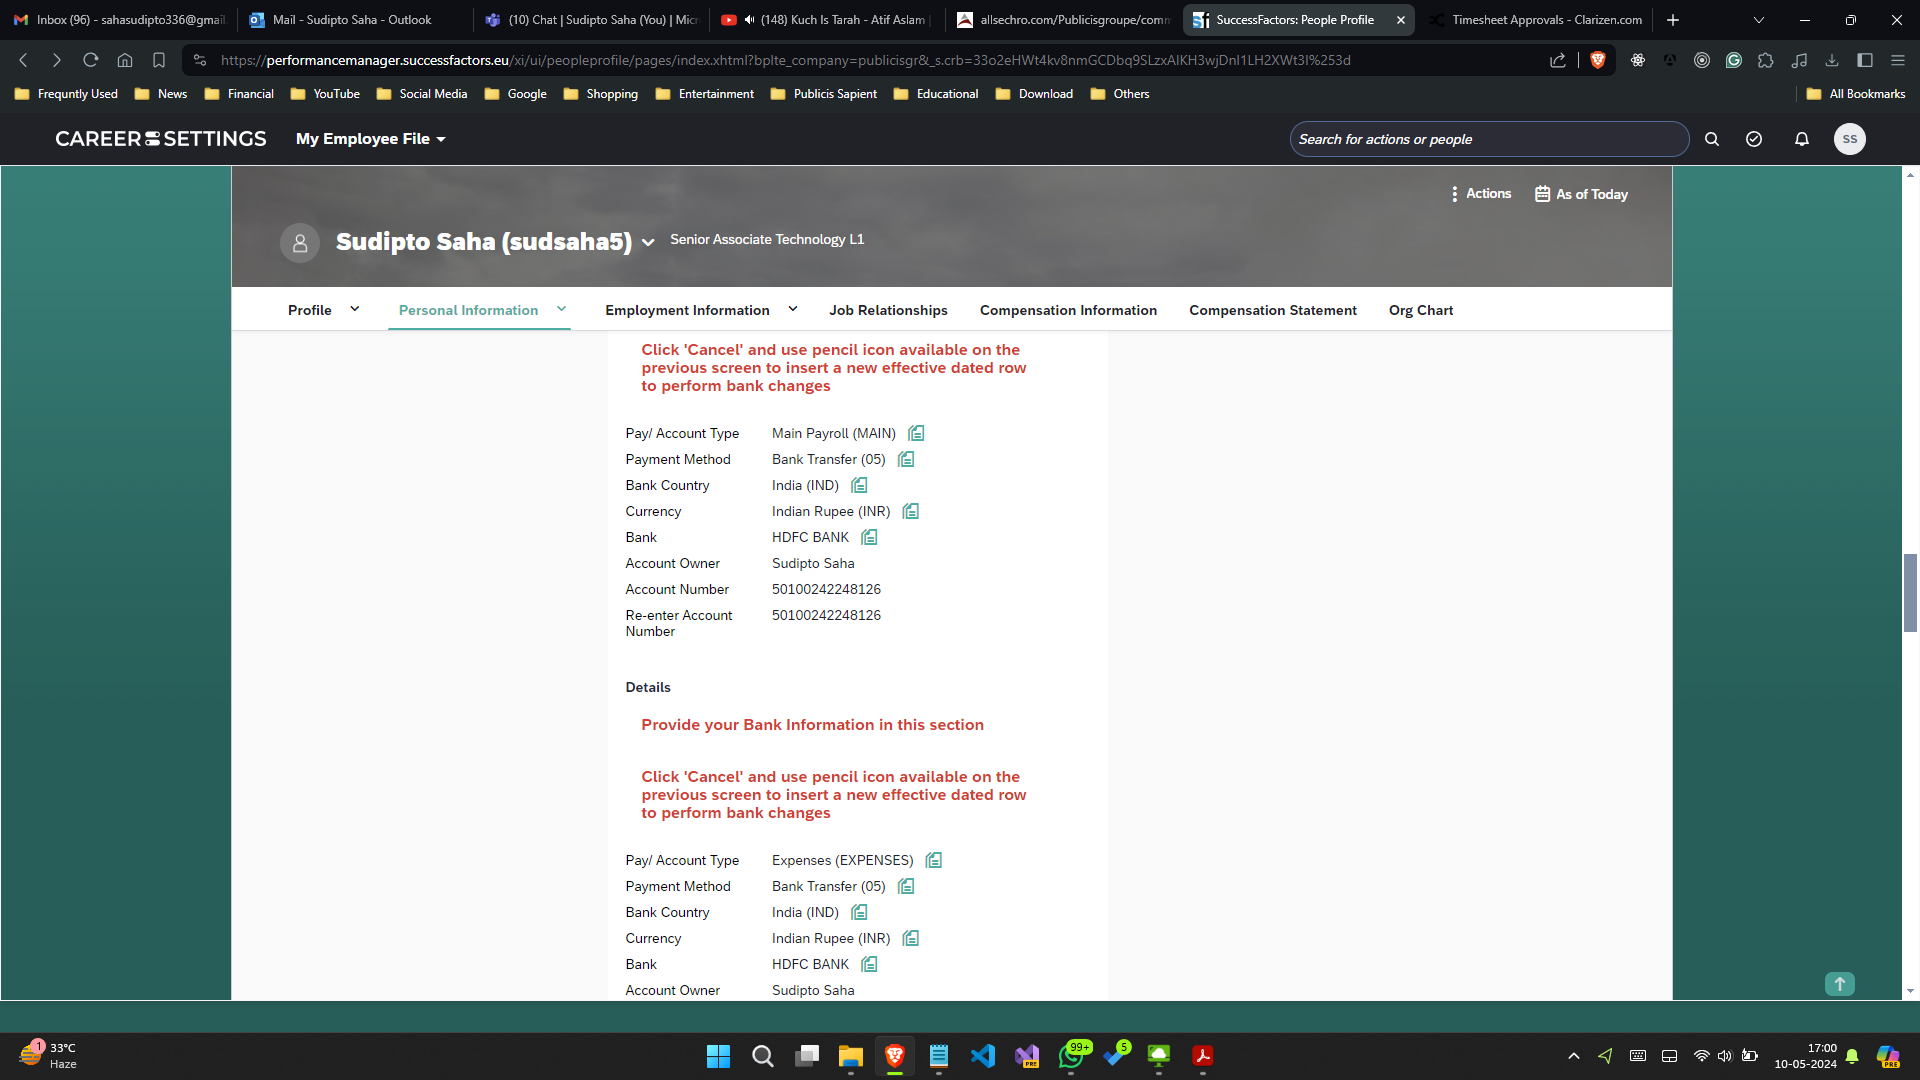 Inbox (96) - sahasudipto336@gmail.
Mail - Sudipto Saha - Outlook
(10) Chat | Sudipto Saha (You) | Micr
(148) Kuch Is Tarah - Atif Aslam |
allsechro.com/Publicisgroupe/comm
SuccessFactors: People Profile
Timesheet Approvals - Clarizen.com
https://performancemanager.successfactors.eu/xi/ui/peopleprofile/pages/index.xhtml?bplte_company=publicisgr&_s.crb=
Frequntly Used
News
Financial
YouTube
Social Media
Google
Shopping
Entertainment
Publicis Sapient
Educational
Download
Others
All Bookmarks
CAREER SETTINGS
My Employee File
Search for actions or people
SS
Actions
As of Today
Sudipto Saha (sudsaha5)
Senior Associate Technology L1
Profile
Personal Information
Employment Information
Job Relationships
Compensation Information
Compensation Statement
Org Chart
Click 'Cancel' and use pencil icon available on the
previous screen to insert a new effective dated row
to perform bank changes
Pay/ Account Type Main Payroll (MAIN)
Payment Method Bank Transfer (05)
Bank Country India (IND)
Currency Indian Rupee (INR)
Bank HDFC BANK
Account Owner Sudipto Saha
Account Number 50100242248126
Re-enter Account 50100242248126
Number
Details
Provide your Bank Information in this section
Click 'Cancel' and use pencil icon available on the
previous screen to insert a new effective dated row
to perform bank changes
Pay/ Account Type Expenses (EXPENSES)
Payment Method Bank Transfer (05)
Bank Country India (IND)
Currency Indian Rupee (INR)
Bank HDFC BANK
Account Owner Sudipto Saha
1
33°C
Haze
PRE
99+
5
17:00
10-05-2024
PRE